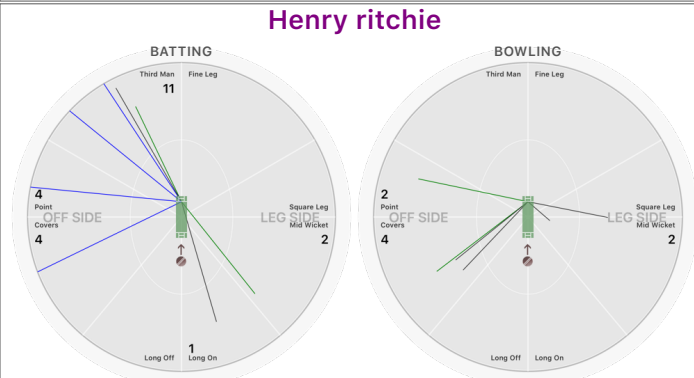 Henry ritchie
BATTING
Third Man
Fine Leg
11
4
Point
OFF SIDE
Covers
4
Square Leg
LEG SIDE
Mid Wicket
2
1
Long Off
Long On
BOWLING
Third Man
Fine Leg
2
Point
OFF SIDE
Covers
4
Square Leg
LEG SIDE
Mid Wicket
2
Long Off
Long On